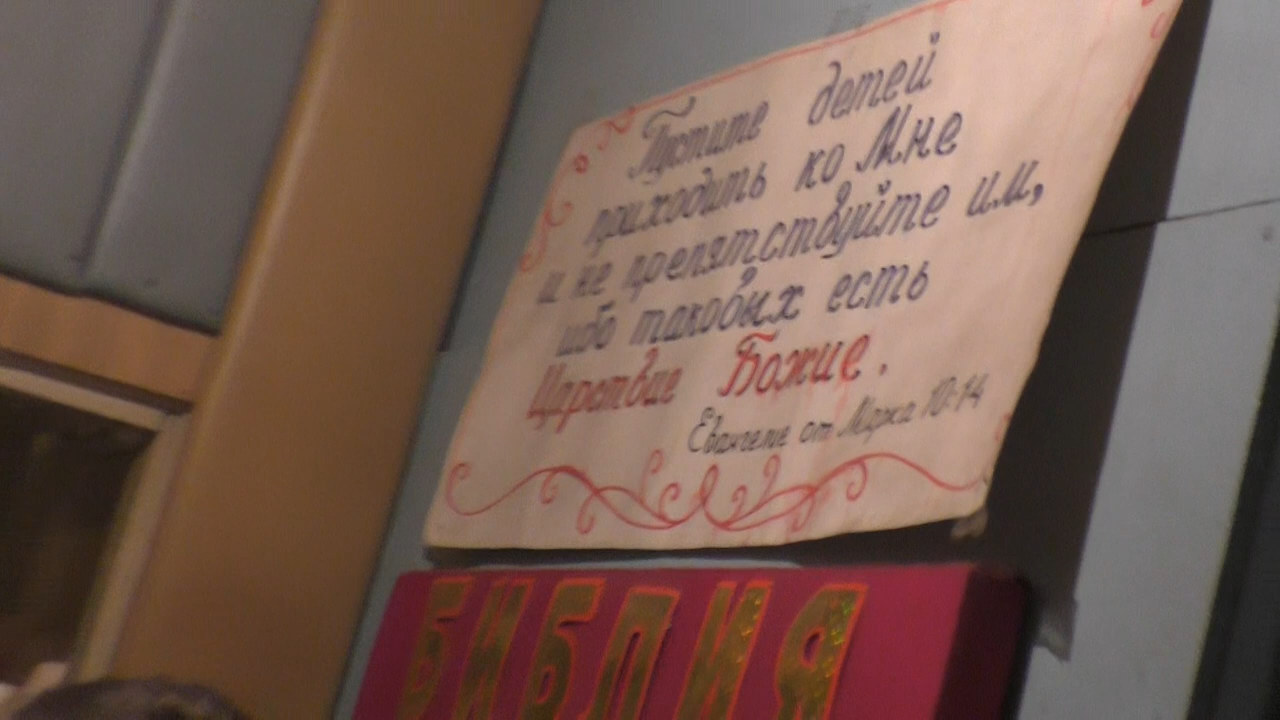 Пустите детей
приходить ко Мне
и не препятствуйте им,
ибо таковых есть
Царствие Божие.
Евангелие от Марка 10:14
БИБЛИЯ